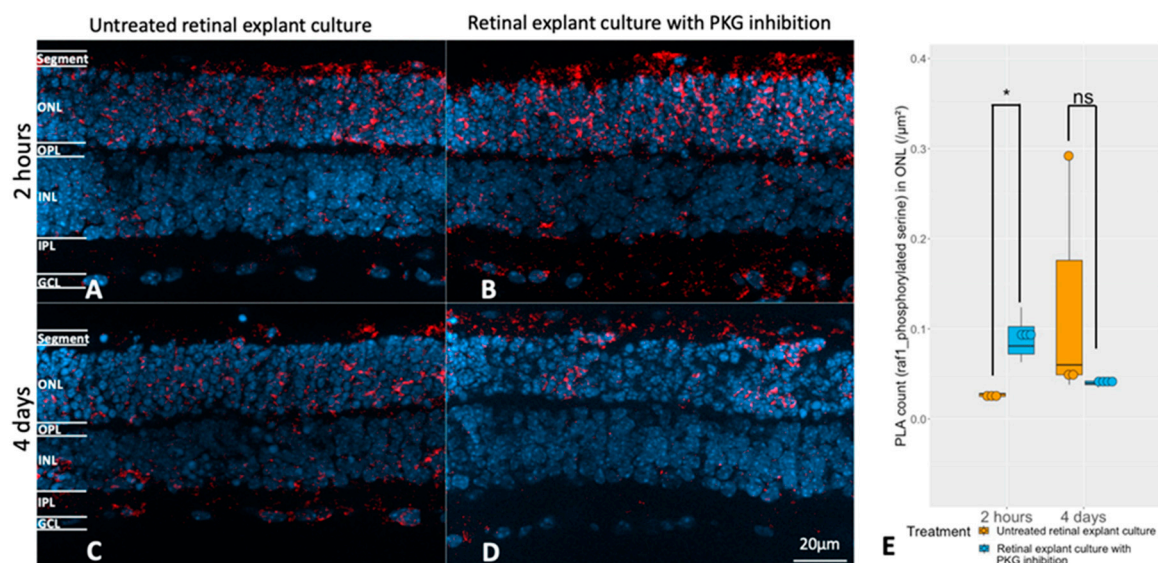 Untreated retinal explant culture
Retinal explant culture with PKG inhibition
E
2 hours
Segment
ONL
OPL
INL
IPL
GCL
A
B
4 days
Segment
ONL
OPL
INL
IPL
GCL
C
D
20µm
PLA count (raf1_phosphorylated serine) in ONL (/µm²)
0.4
0.3
0.2
0.1
0.0
*
ns
2 hours
4 days
Treatment
Untreated retinal explant culture
Retinal explant culture with
PKG inhibition